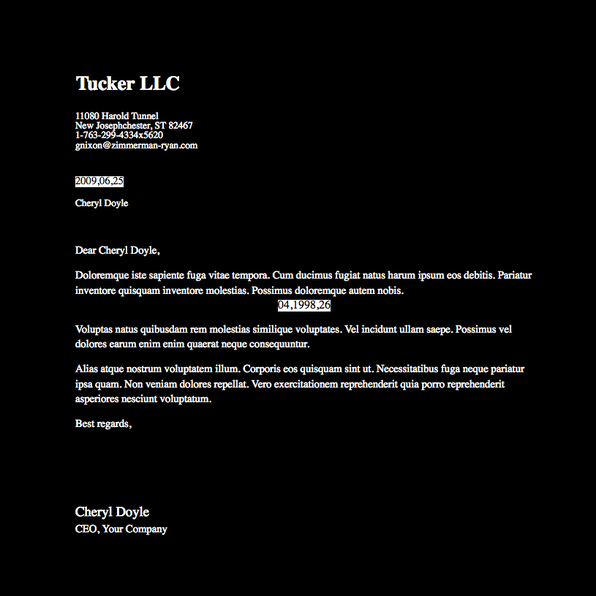 Tucker LLC
11080 Harold Tunnel
New Josephchester, ST 82467
1-763-299-4334x5620
gnixon@zimmerman-ryan.com
2009,06,25
Cheryl Doyle
Dear Cheryl Doyle,
Doloremque iste sapiente fuga vitae tempora. Cum ducimus fugiat natus harum ipsum eos debitis. Pariatur
inventore quisquam inventore molestias. Possimus doloremque autem nobis.
04,1998,26
Voluptas natus quibusdam rem molestias similique voluptates. Vel incidunt ullam saepe. Possimus vel
dolores earum enim enim quaerat neque consequuntur.
Alias atque nostrum voluptatem illum. Corporis eos quisquam sint ut. Necessitatibus fuga neque pariatur
ipsa quam. Non veniam dolores repellat. Vero exercitationem reprehenderit quia porro reprehenderit
asperiores nesciunt voluptatum.
Best regards,
Cheryl Doyle
CEO, Your Company